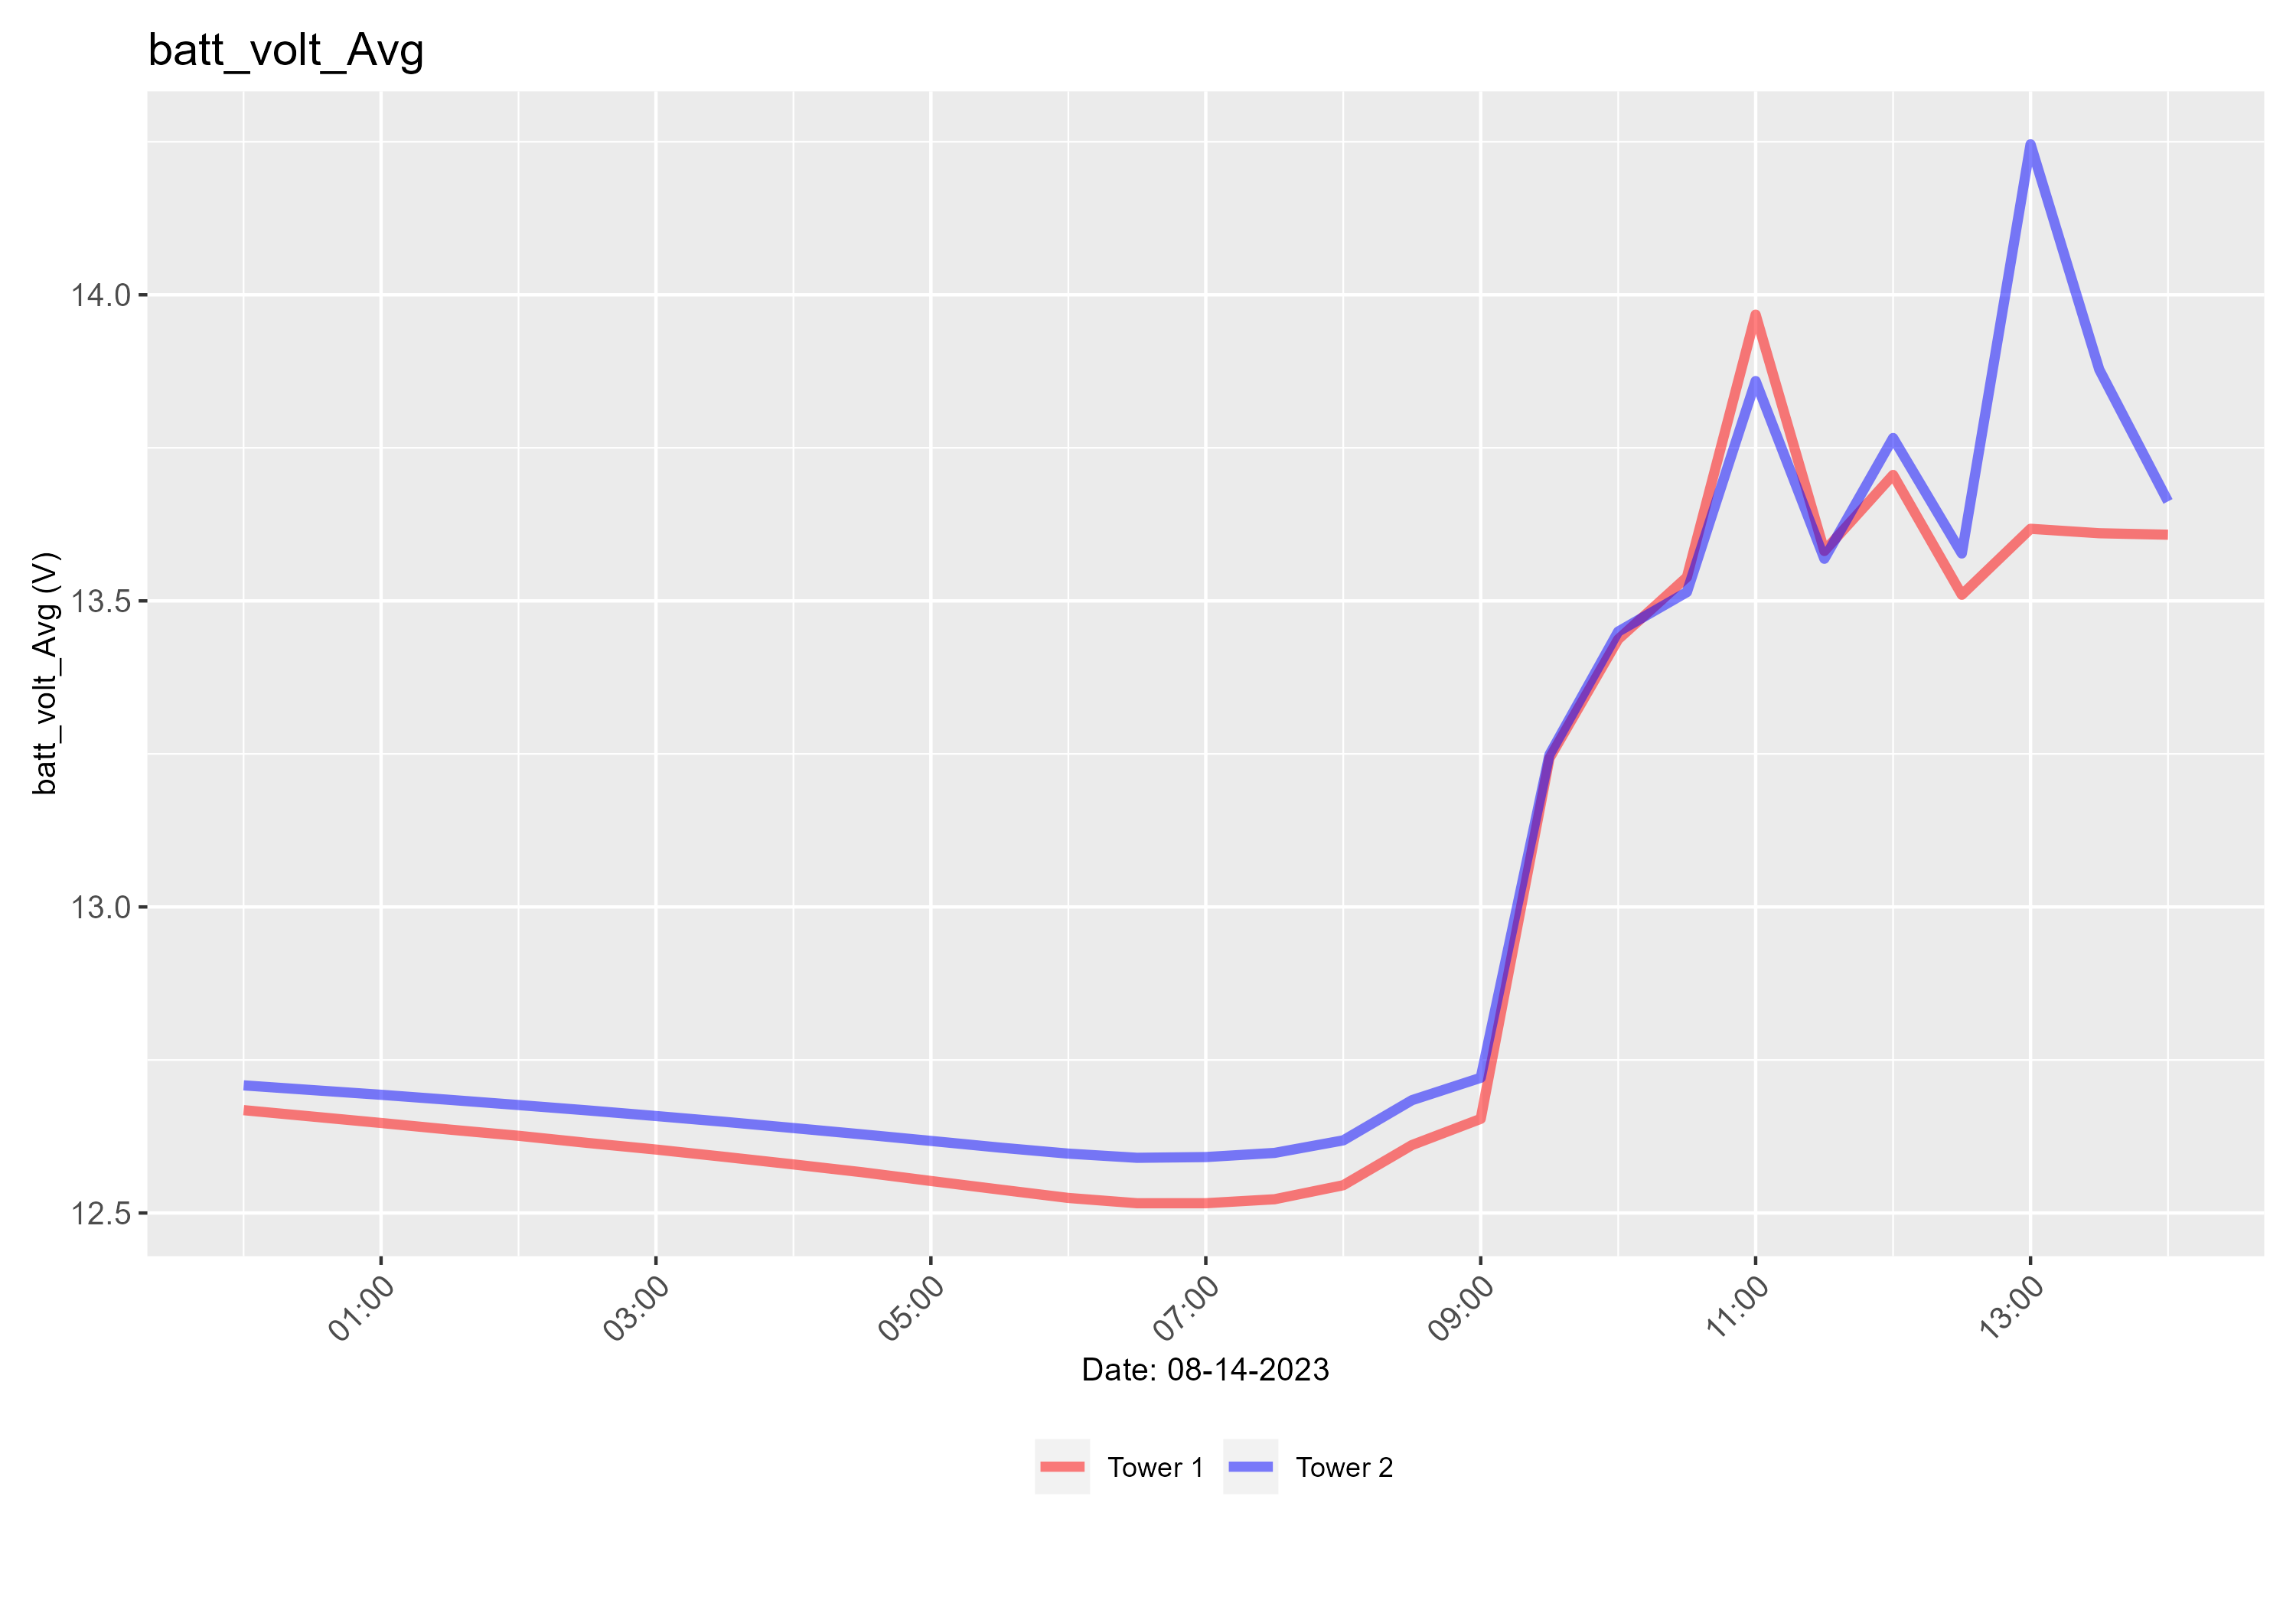 batt_volt_Avg
batt_volt_Avg (V)
14.0
13.5
13.0
12.5
01:00 03:00 05:00 07:00 09:00 11:00 13:00
Date: 08-14-2023
Tower 1 Tower 2